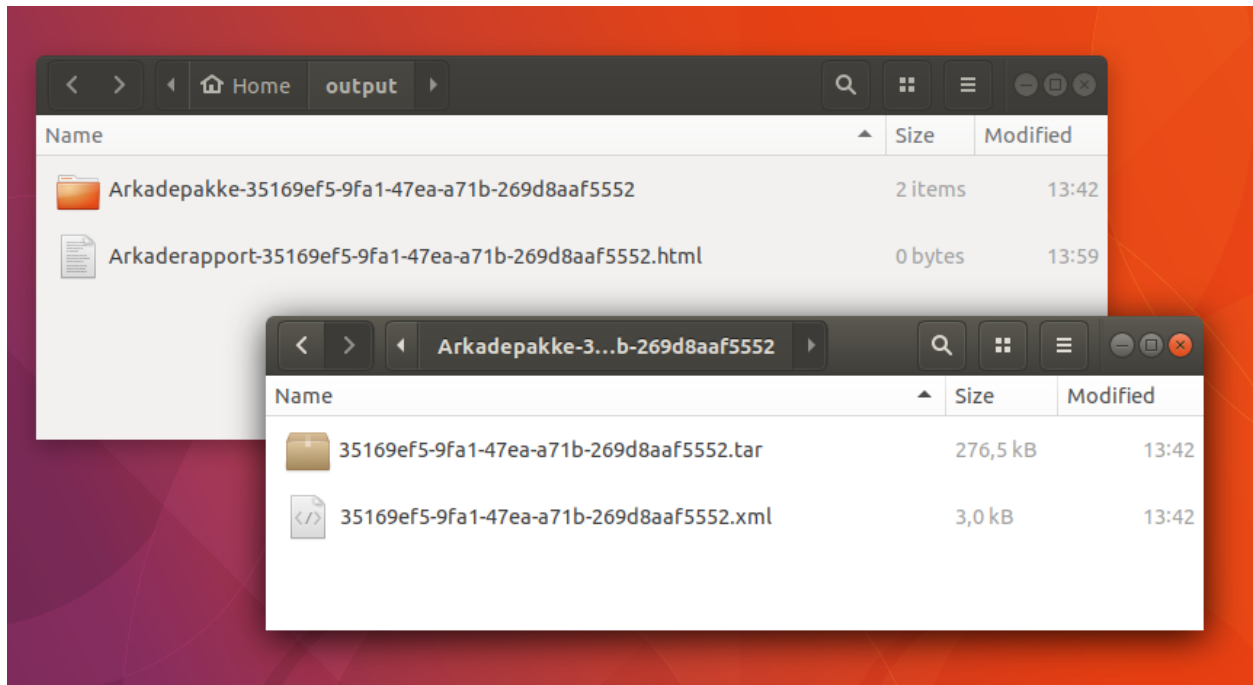 Home output
Name Size Modified
Arkadepakke-35169ef5-9fa1-47ea-a71b-269d8aaf5552 2 items 13:42
Arkaderapport-35169ef5-9fa1-47ea-a71b-269d8aaf5552.html 0 bytes 13:59
Arkadepakke-3...b-269d8aaf5552
Name Size Modified
35169ef5-9fa1-47ea-a71b-269d8aaf5552.tar 276,5 kB 13:42
35169ef5-9fa1-47ea-a71b-269d8aaf5552.xml 3,0 kB 13:42